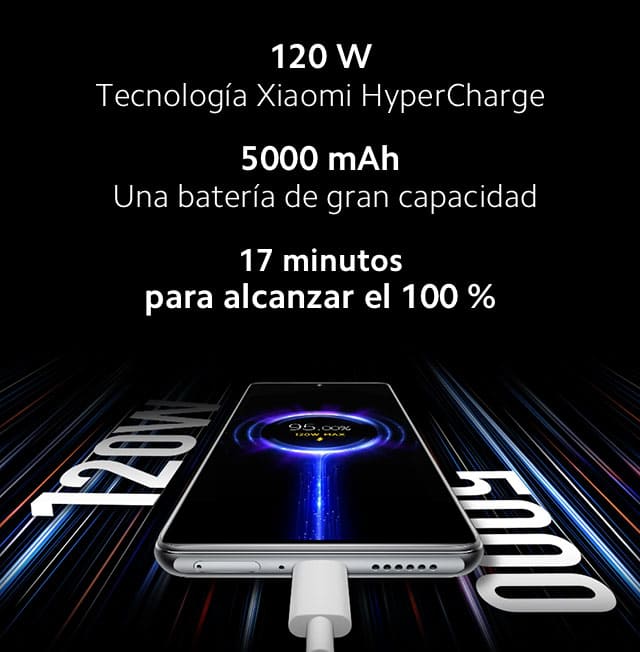 120 W
Tecnología Xiaomi HyperCharge
5000 mAh
Una batería de gran capacidad
17 minutos
para alcanzar el 100 %
95.00%
120W MAX
120W
5000